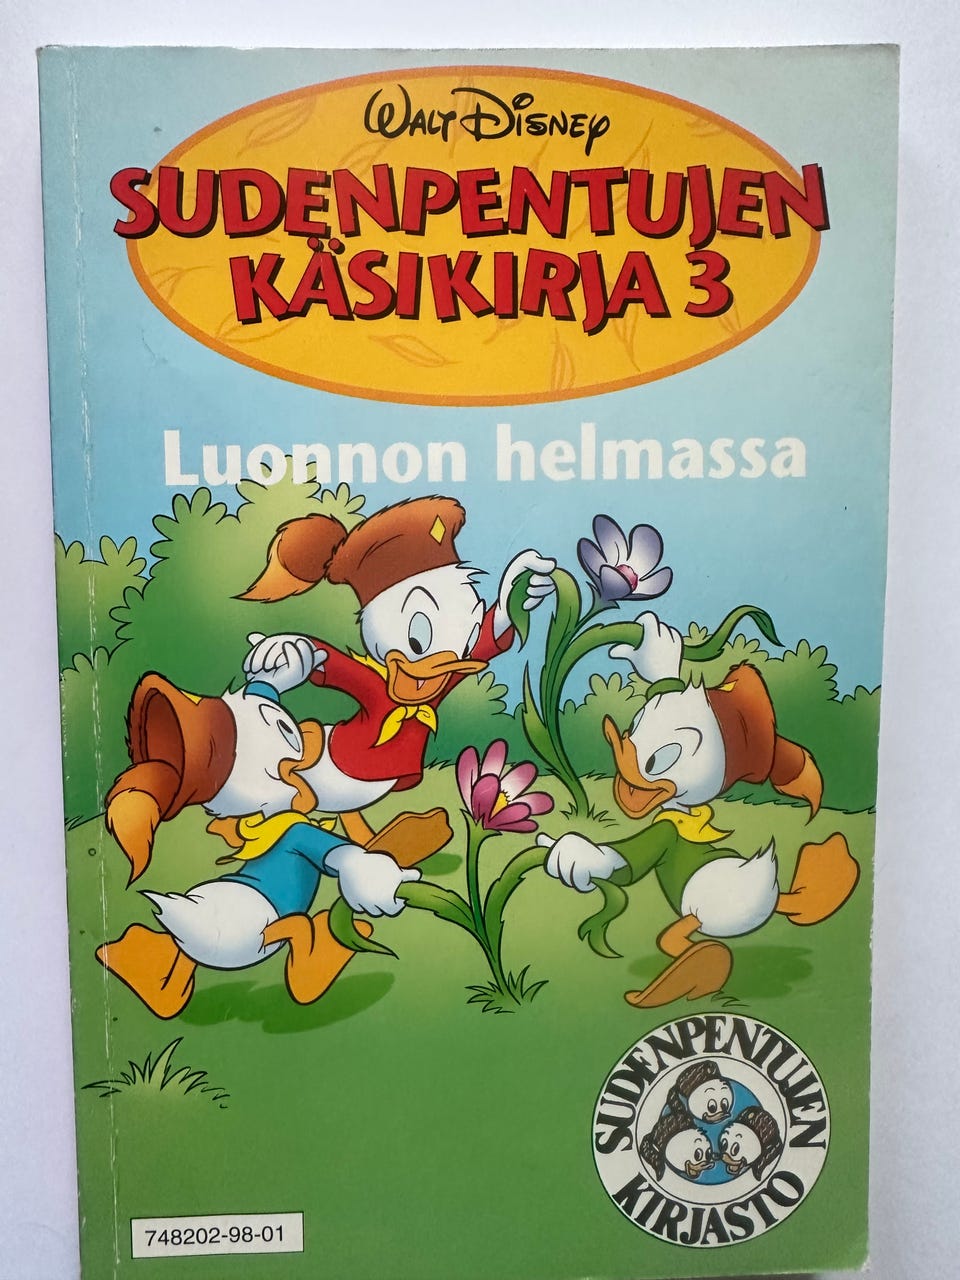 WALT DISNEY
SUDENPENTUJEN
KÄSIKIRJA 3
Luonnon helmassa
SUDENPENTUJEN
KIRJASTO
748202-98-01